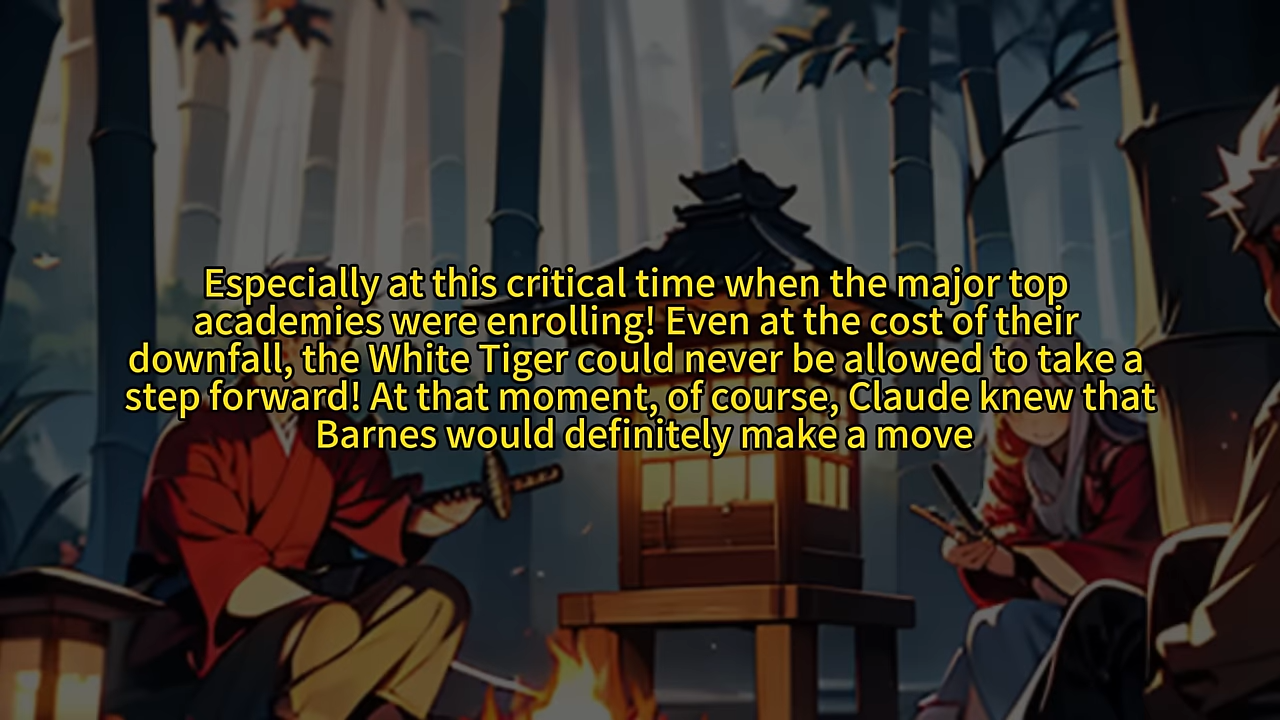 Especially at this critical time when the major top
academies were enrolling! Even at the cost of their
downfall, the White Tiger could never be allowed to take a
step forward! At that moment, of course, Claude knew that
Barnes would definitely make a move